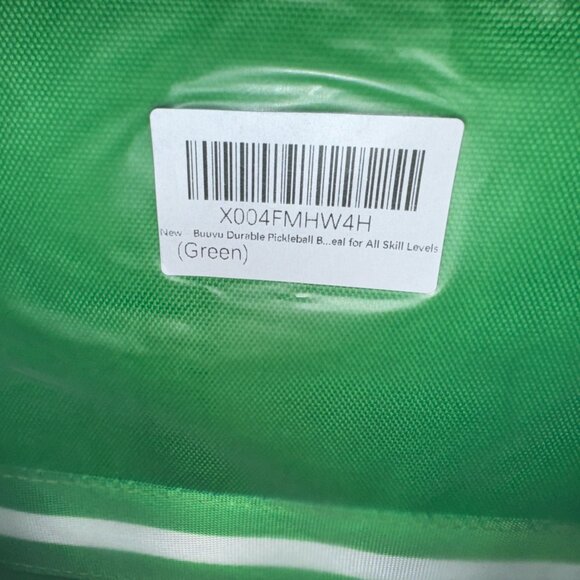 X004FMHW4H
New - Buuvu Durable Pickleball B...eal for All Skill Levels
(Green)